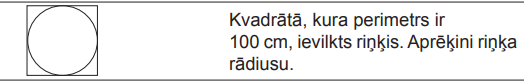 Kvadrātā, kura perimetrs ir
100 cm, ievilkts riņķis. Aprēķini riņķa
rādiusu.